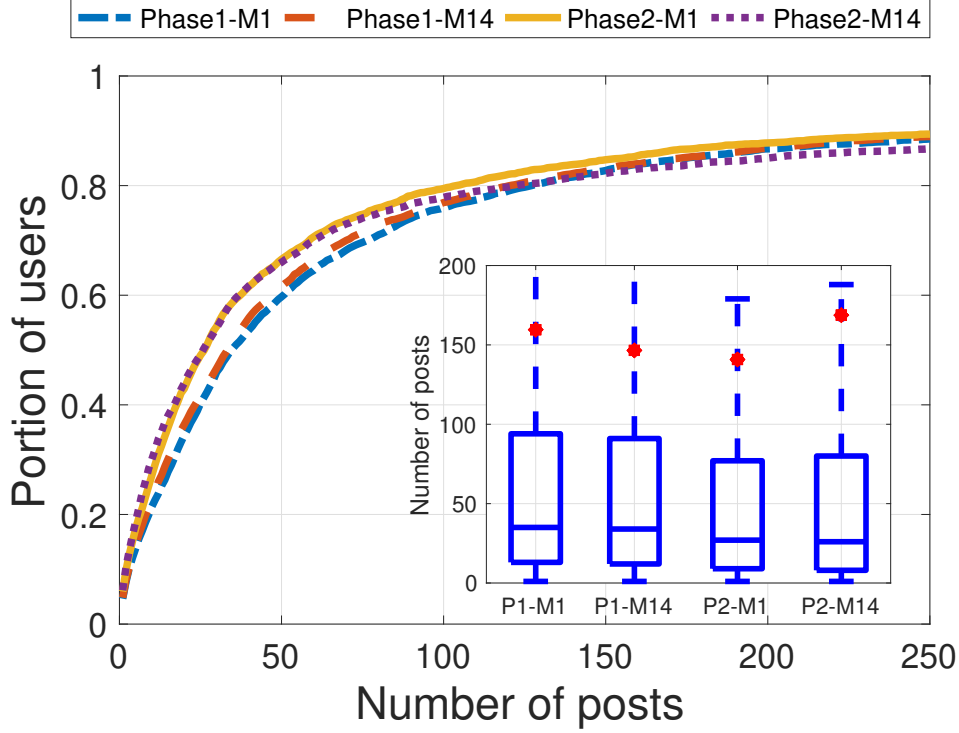 Phase1-M1 Phase1-M14 Phase2-M1 Phase2-M14
1
0.8
0.6
0.4
0.2
0
Portion of users
0 50 100 150 200 250
Number of posts
200
150
100
50
0
Number of posts
P1-M1 P1-M14 P2-M1 P2-M14